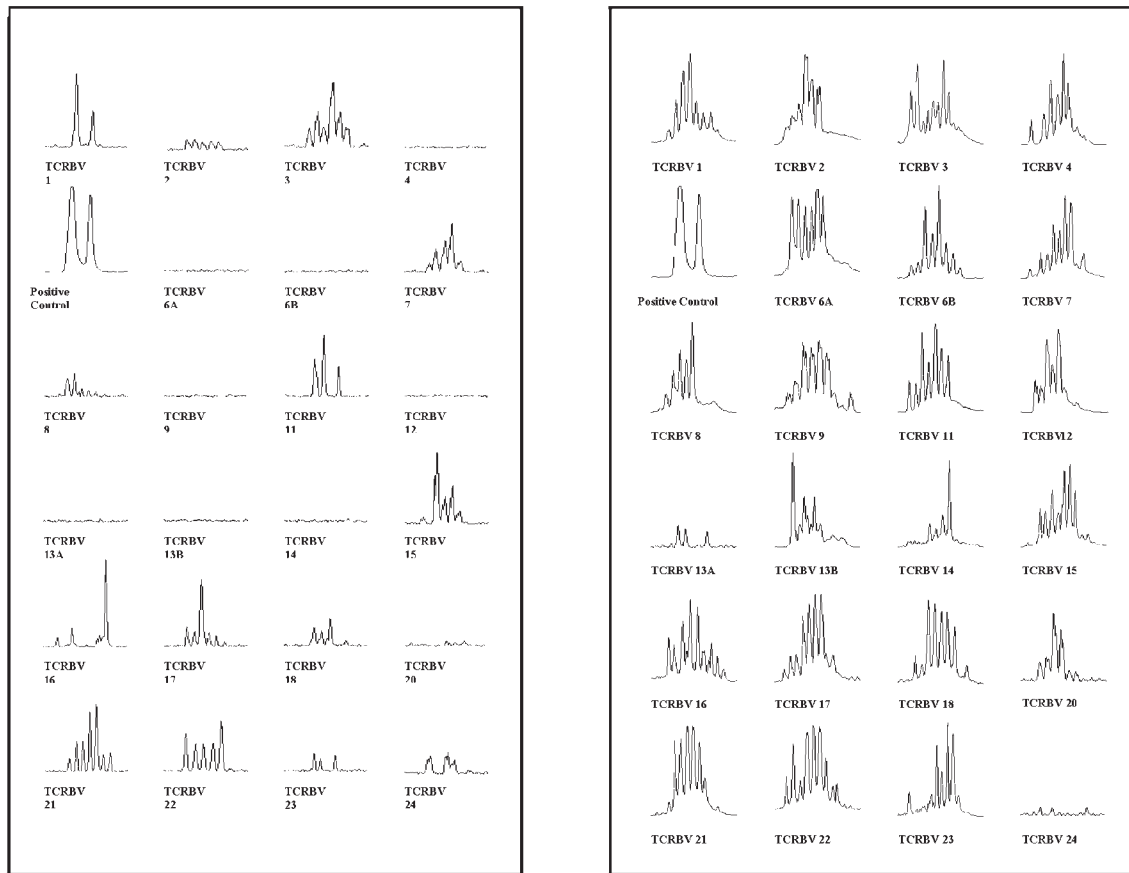 TCRBV
1
TCRBV
2
TCRBV
3
TCRBV
4
Positive
Control
TCRBV
6A
TCRBV
6B
TCRBV
7
TCRBV
8
TCRBV
9
TCRBV
11
TCRBV
12
TCRBV
13A
TCRBV
13B
TCRBV
14
TCRBV
15
TCRBV
16
TCRBV
17
TCRBV
18
TCRBV
20
TCRBV
21
TCRBV
22
TCRBV
23
TCRBV
24
TCRBV 1
TCRBV 2
TCRBV 3
TCRBV 4
Positive Control
TCRBV 6A
TCRBV 6B
TCRBV 7
TCRBV 8
TCRBV 9
TCRBV 11
TCRBV12
TCRBV 13A
TCRBV 13B
TCRBV 14
TCRBV 15
TCRBV 16
TCRBV 17
TCRBV 18
TCRBV 20
TCRBV 21
TCRBV 22
TCRBV 23
TCRBV 24